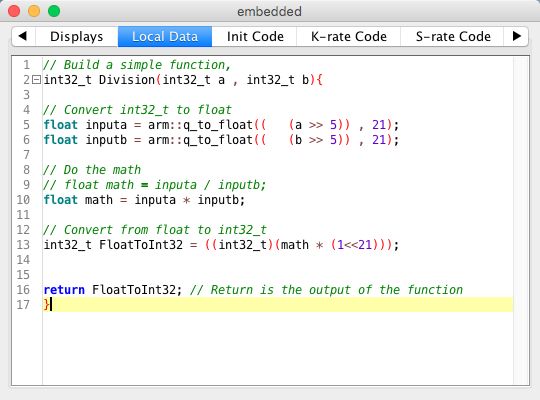 embedded
◀ Displays Local Data Init Code K-rate Code S-rate Code ▶
1 // Build a simple function,
2 int32_t Division(int32_t a , int32_t b){
3
4 // Convert int32_t to float
5 float inputa = arm::q_to_float((   (a >> 5)) , 21);
6 float inputb = arm::q_to_float((   (b >> 5)) , 21);
7
8 // Do the math
9 // float math = inputa / inputb;
10 float math = inputa * inputb;
11
12 // Convert from float to int32_t
13 int32_t FloatToInt32 = ((int32_t)(math * (1<<21)));
14
15
16 return FloatToInt32; // Return is the output of the function
17 }